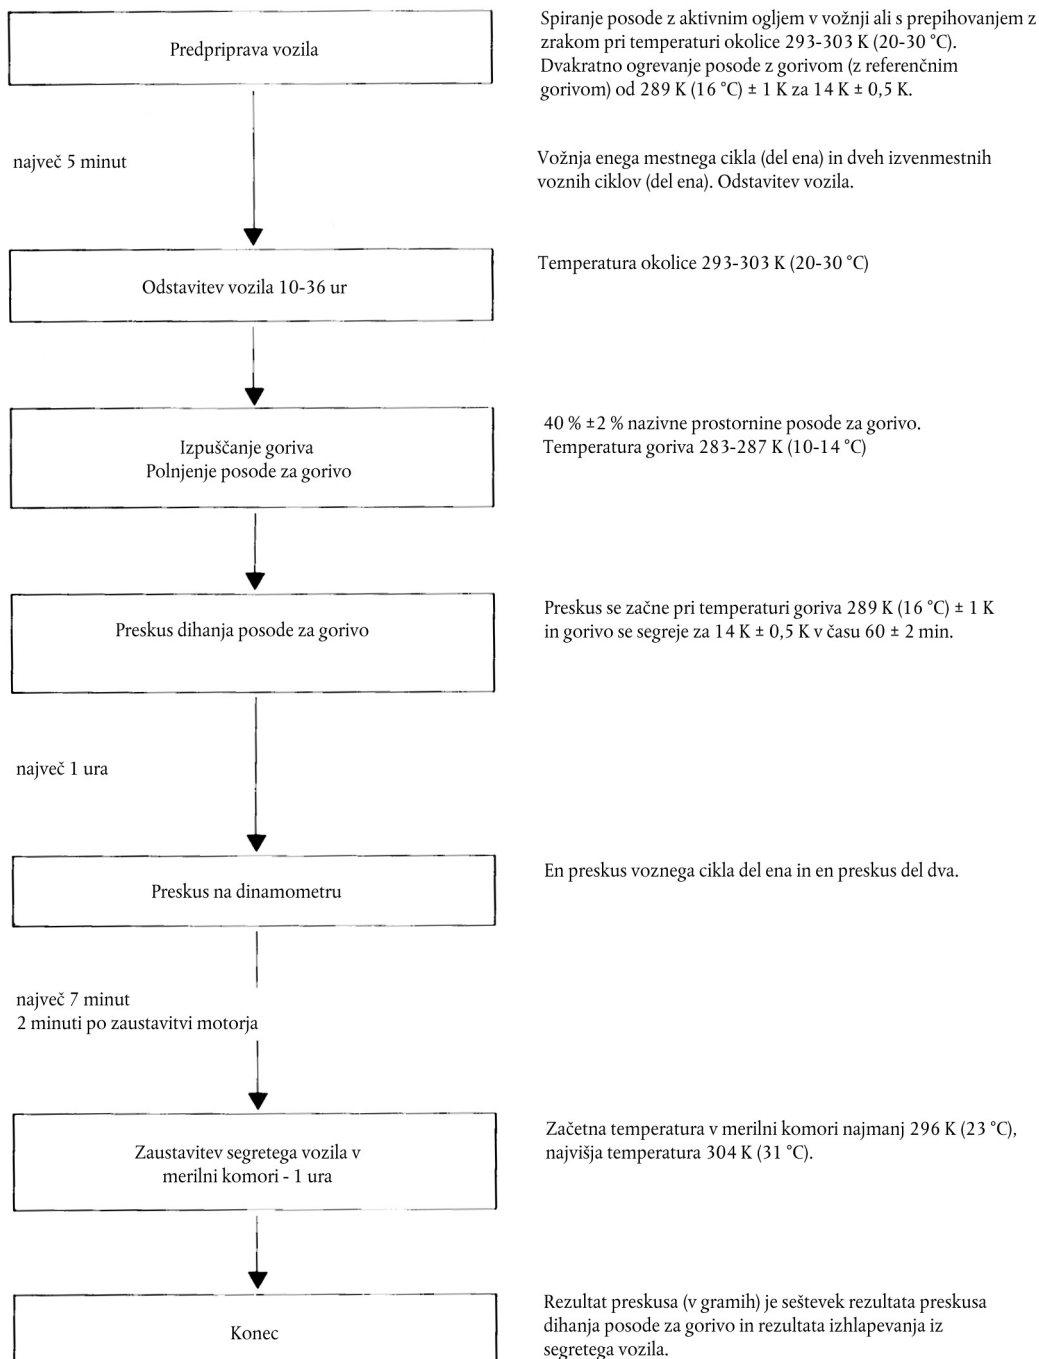 Predpriprava vozila
Spiranje posode z aktivnim ogljem v vožnji ali s prepihovanjem z
zrakom pri temperaturi okolice 293-303 K (20-30 °C).
Dvakratno ogrevanje posode z gorivom (z referenčnim
gorivom) od 289 K (16 °C) ± 1 K za 14 K ± 0,5 K.
največ 5 minut
Vožnja enega mestnega cikla (del ena) in dveh izvenmestnih
voznih ciklov (del ena). Odstavitev vozila.
Odstavitev vozila 10-36 ur
Temperatura okolice 293-303 K (20-30 °C)
Izpuščanje goriva
Polnjenje posode za gorivo
40 % ±2 % nazivne prostornine posode za gorivo.
Temperatura goriva 283-287 K (10-14 °C)
Preskus dihanja posode za gorivo
Preskus se začne pri temperaturi goriva 289 K (16 °C) ± 1 K
in gorivo se segreje za 14 K ± 0,5 K v času 60 ± 2 min.
največ 1 ura
Preskus na dinamometru
En preskus voznega cikla del ena in en preskus del dva.
največ 7 minut
2 minuti po zaustavitvi motorja
Zaustavitev segretega vozila v
merilni komori - 1 ura
Začetna temperatura v merilni komori najmanj 296 K (23 °C),
najvišja temperatura 304 K (31 °C).
Konec
Rezultat preskusa (v gramih) je seštevek rezultata preskusa
dihanja posode za gorivo in rezultata izhlapevanja iz
segretega vozila.